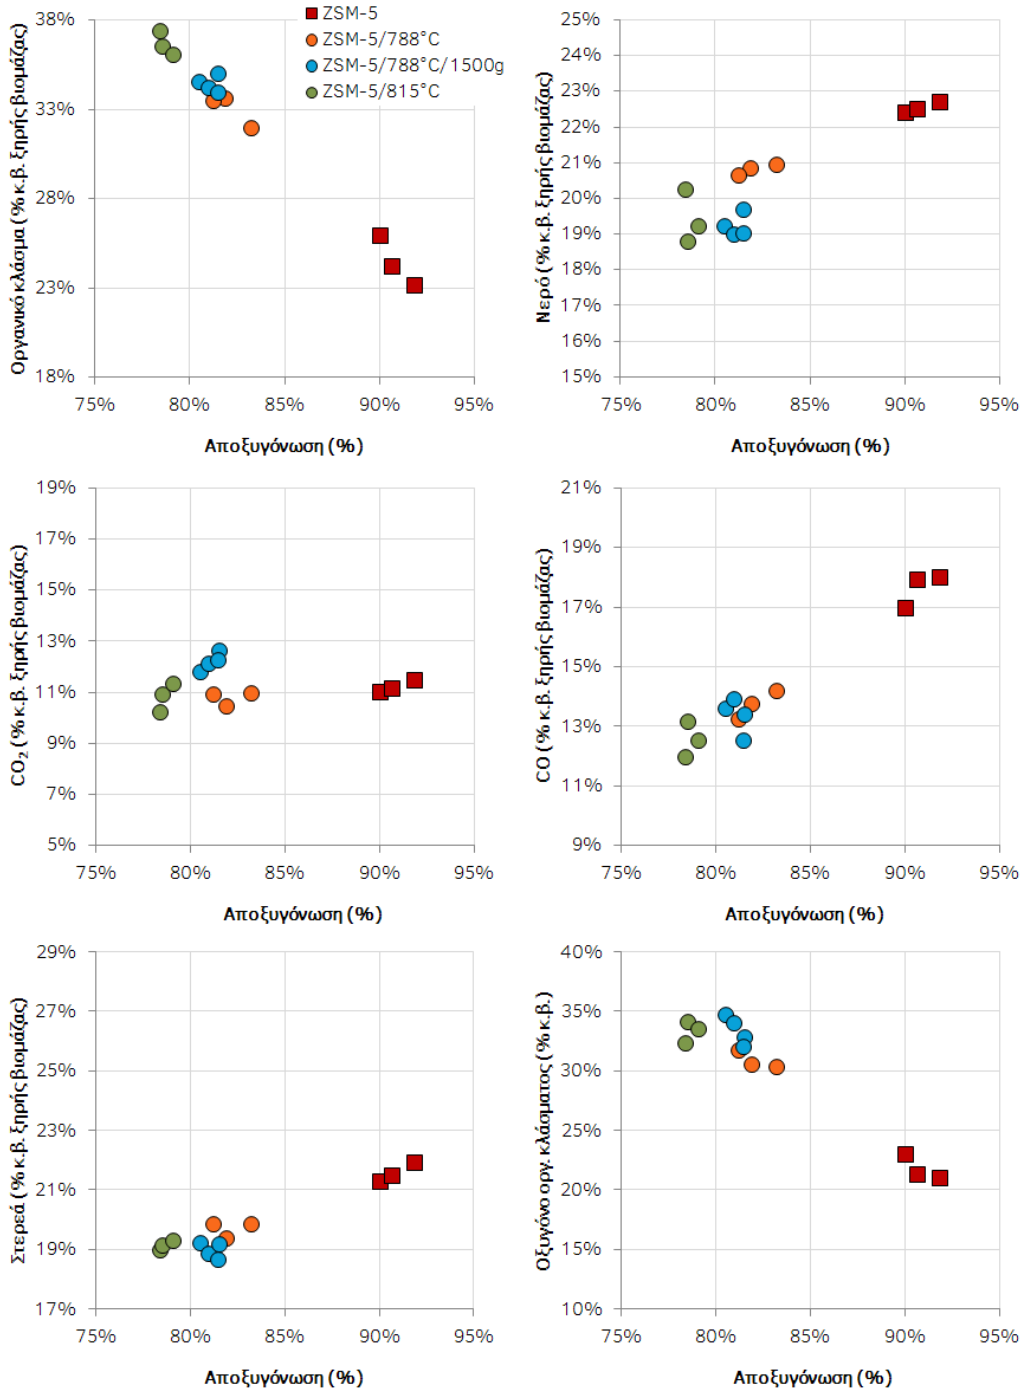 ZSM-5
ZSM-5/788°C
ZSM-5/788°C/1500g
ZSM-5/815°C
Οργανικό κλάσμα (% κ.β. ξηρής βιομάζας)
38%
33%
28%
23%
18%
75% 80% 85% 90% 95%
Αποξυγόνωση (%)
Νερό (% κ.β. ξηρής βιομάζας)
25%
24%
23%
22%
21%
20%
19%
18%
17%
16%
15%
75% 80% 85% 90% 95%
Αποξυγόνωση (%)
CO₂ (% κ.β. ξηρής βιομάζας)
19%
17%
15%
13%
11%
9%
7%
5%
75% 80% 85% 90% 95%
Αποξυγόνωση (%)
CO (% κ.β. ξηρής βιομάζας)
21%
19%
17%
15%
13%
11%
9%
75% 80% 85% 90% 95%
Αποξυγόνωση (%)
Στερεά (% κ.β. ξηρής βιομάζας)
29%
27%
25%
23%
21%
19%
17%
75% 80% 85% 90% 95%
Αποξυγόνωση (%)
Οξυγόνο οργ. κλάσματος (% κ.β.)
40%
35%
30%
25%
20%
15%
10%
75% 80% 85% 90% 95%
Αποξυγόνωση (%)